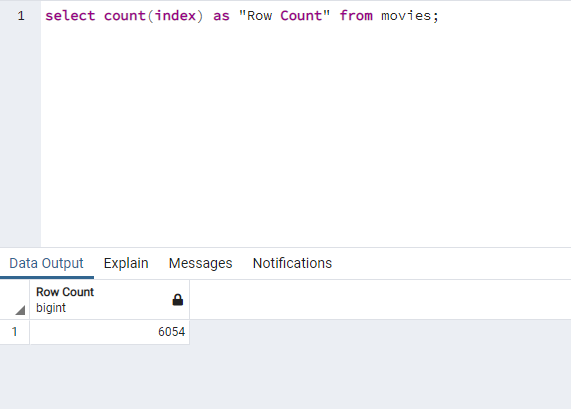 1 select count(index) as "Row Count" from movies;
Data Output Explain Messages Notifications
Row Count
bigint
1 6054